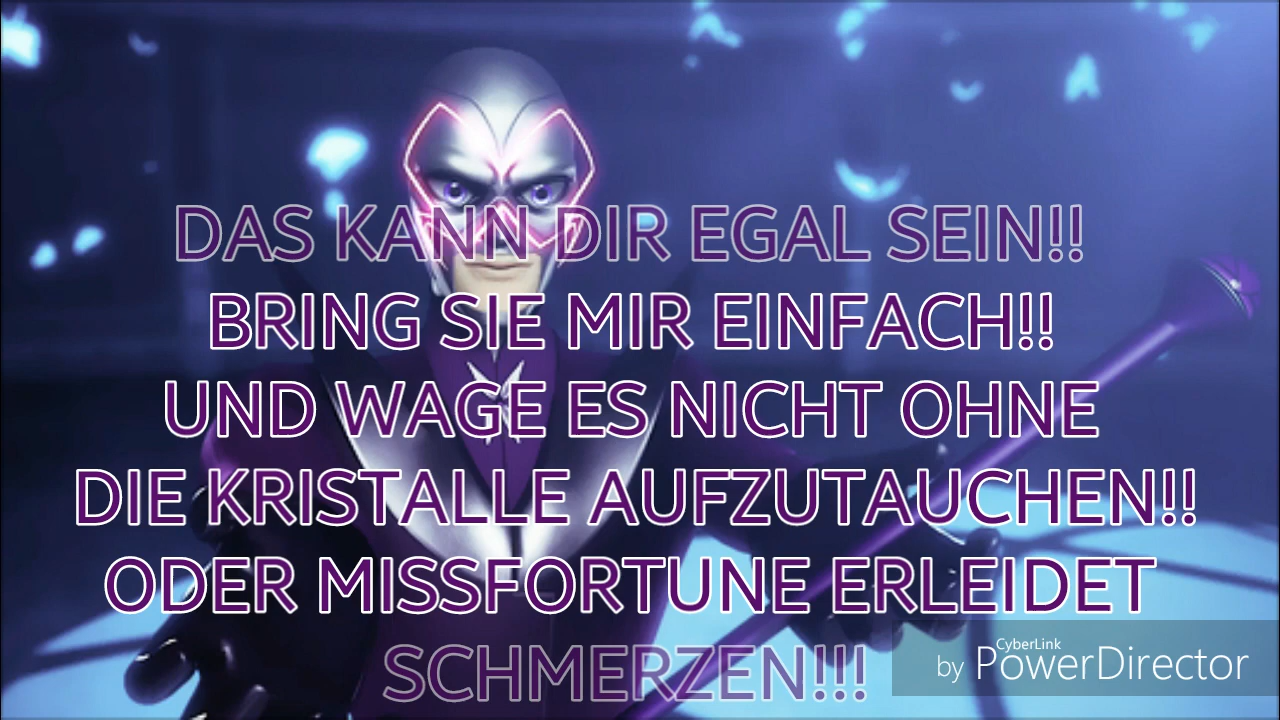 DAS KANN DIR EGAL SEIN!!
BRING SIE MIR EINFACH!!
UND WAGE ES NICHT OHNE
DIE KRISTALLE AUFZUTAUCHEN!!
ODER MISSFORTUNE ERLEIDET
SCHMERZEN!!!
CyberLink
by PowerDirector